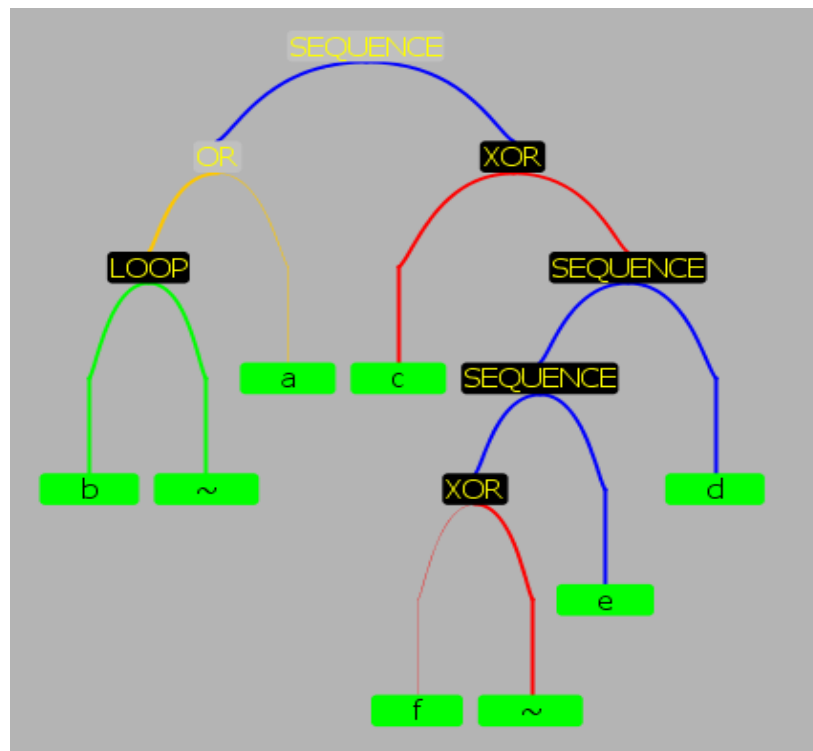 SEQUENCE
OR
XOR
LOOP
SEQUENCE
a
c
SEQUENCE
b
~
XOR
d
e
f
~